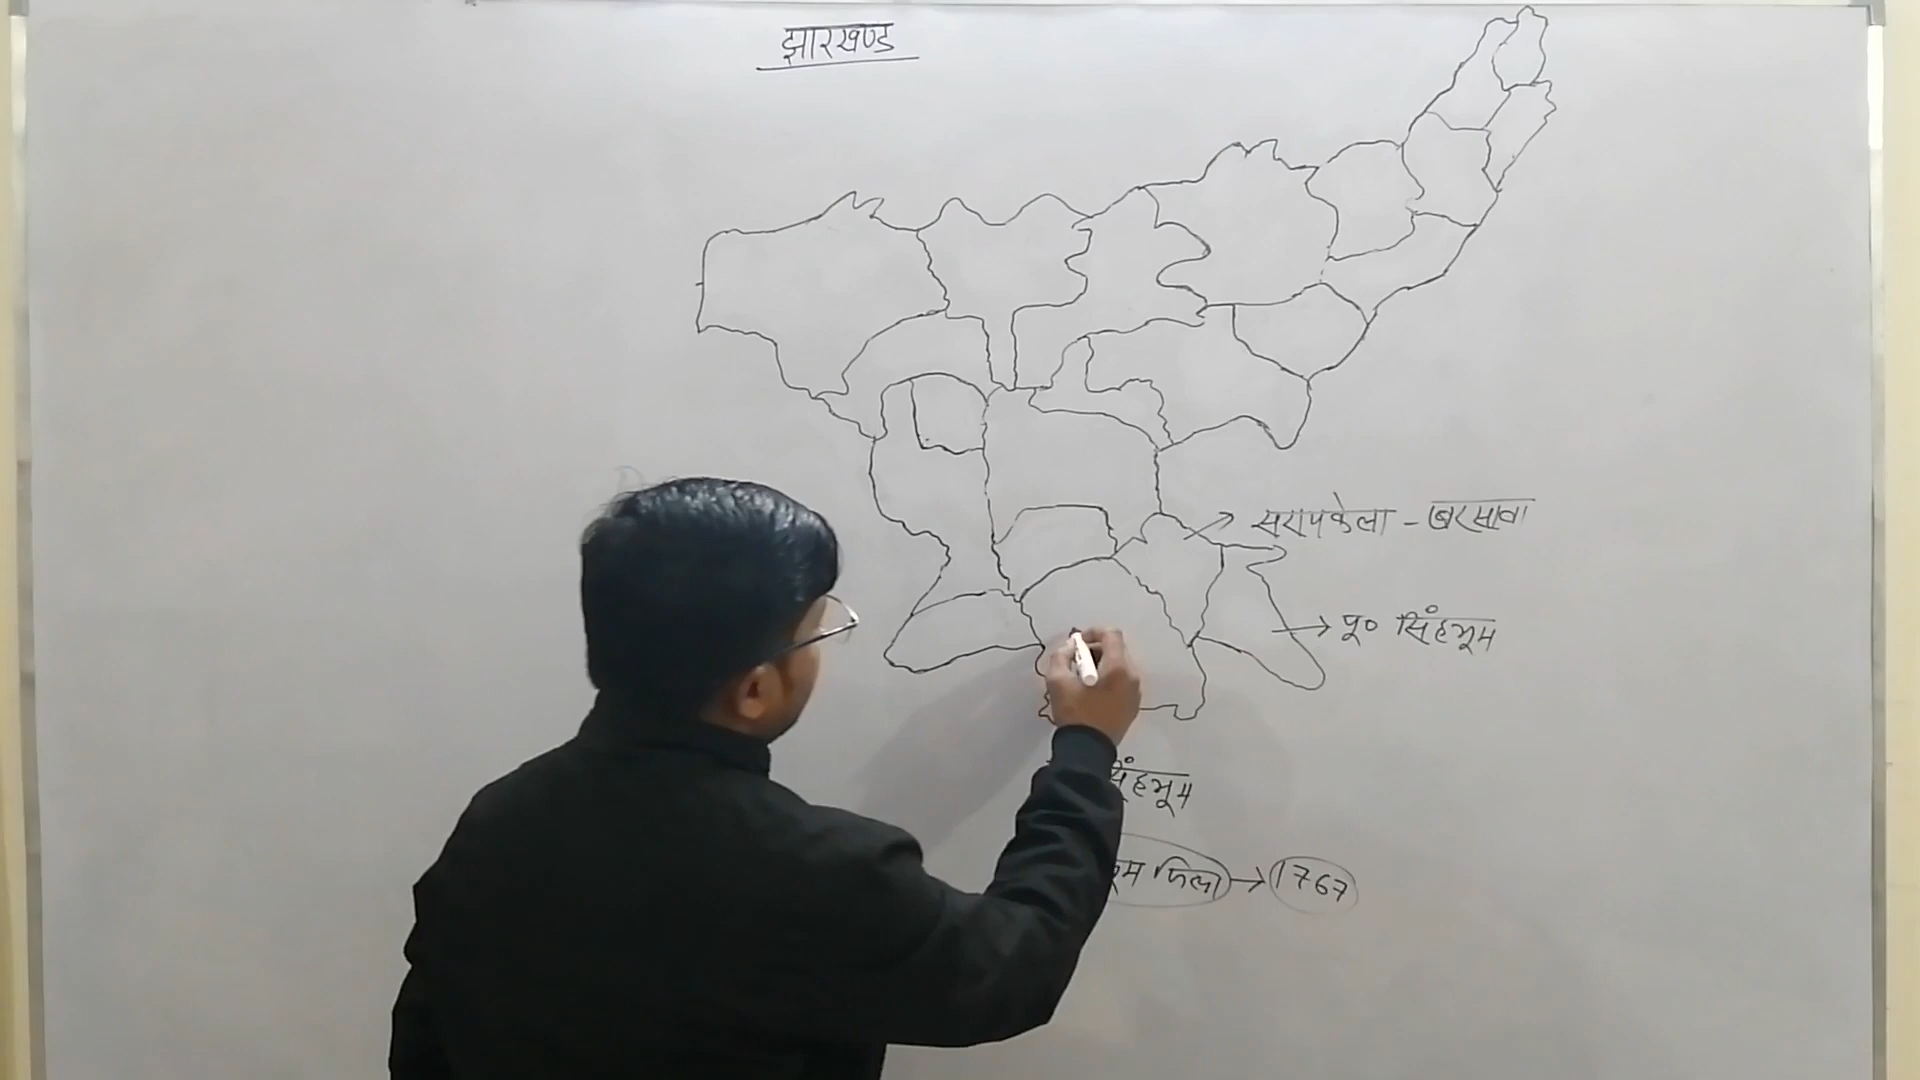 झारखण्ड
सरायकेला - खरसावा
पू० सिंहभूम
सिंहभूम
1767